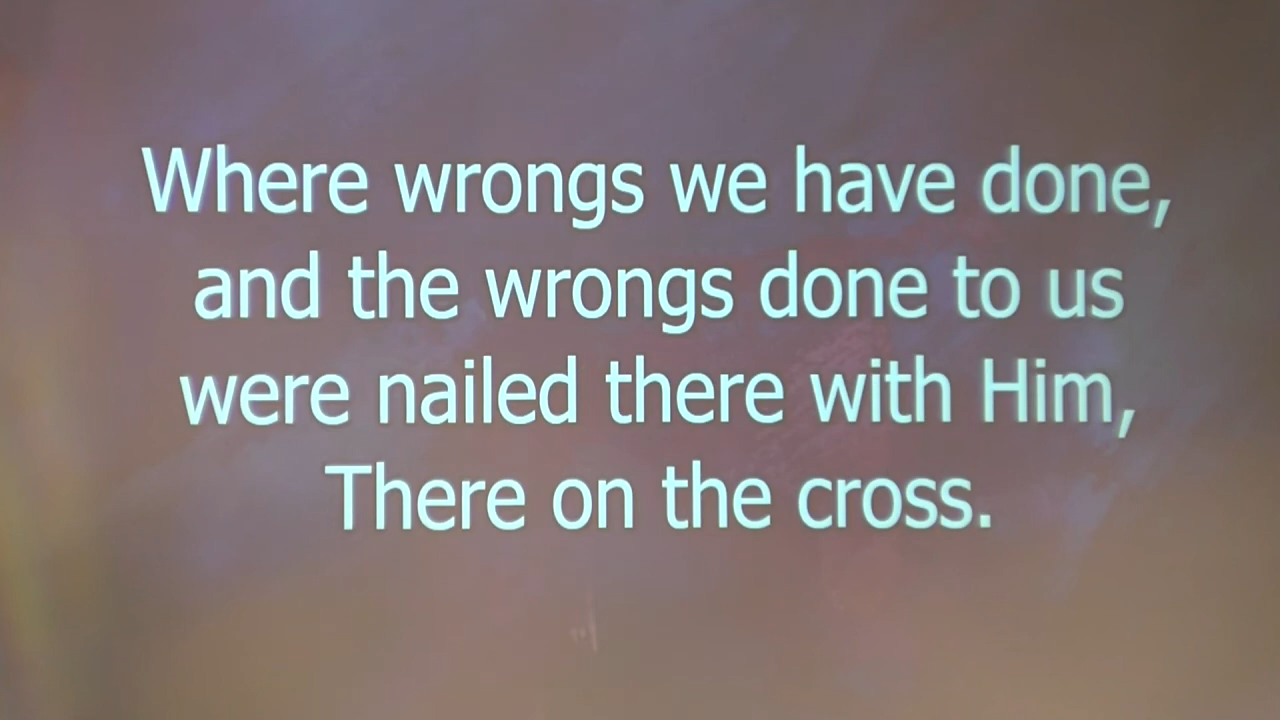 Where wrongs we have done,
and the wrongs done to us
were nailed there with Him,
There on the cross.